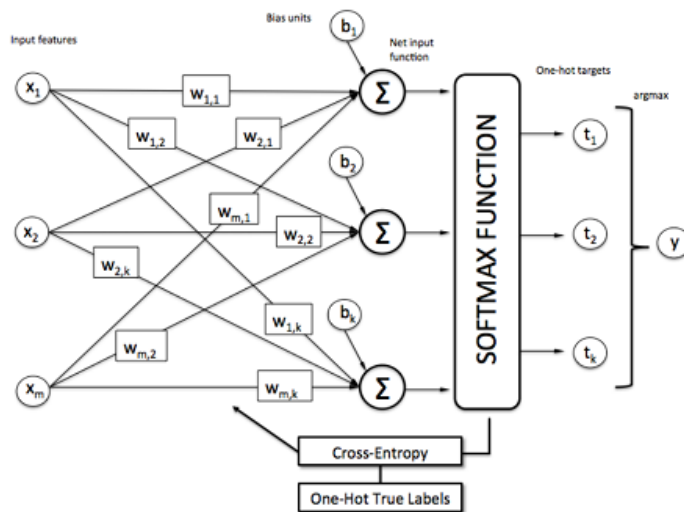 Bias units
b1
Input features
Net input
function
One-hot targets
argmax
x1
w1,1
Σ
w1,2
w2,1
t1
b2
SOFTMAX FUNCTION
wm,1
x2
w2,2
Σ
t2
y
w2,k
bk
w1,k
wm,2
t k
xm
wm,k
Σ
Cross-Entropy
One-Hot True Labels